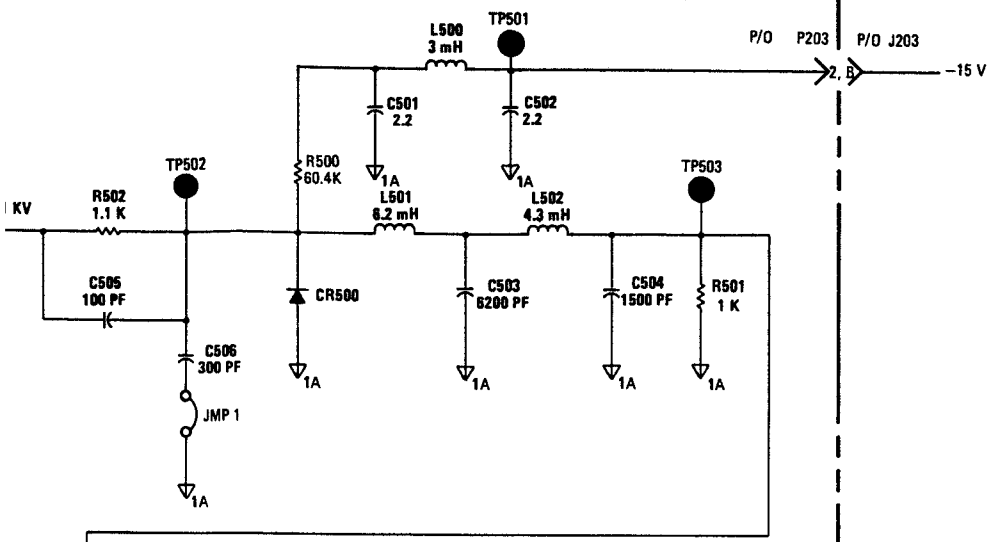 TP501
L500
3 mH
P/O P203
P/O J203
2, B
–15 V
C501
2.2
C502
2.2
1A
1A
R500
60.4K
TP502
TP503
KV
R502
1.1 K
L501
8.2 mH
L502
4.3 mH
C505
100 PF
CR500
C503
6200 PF
C504
1500 PF
R501
1 K
C506
300 PF
1A
1A
1A
1A
JMP 1
1A